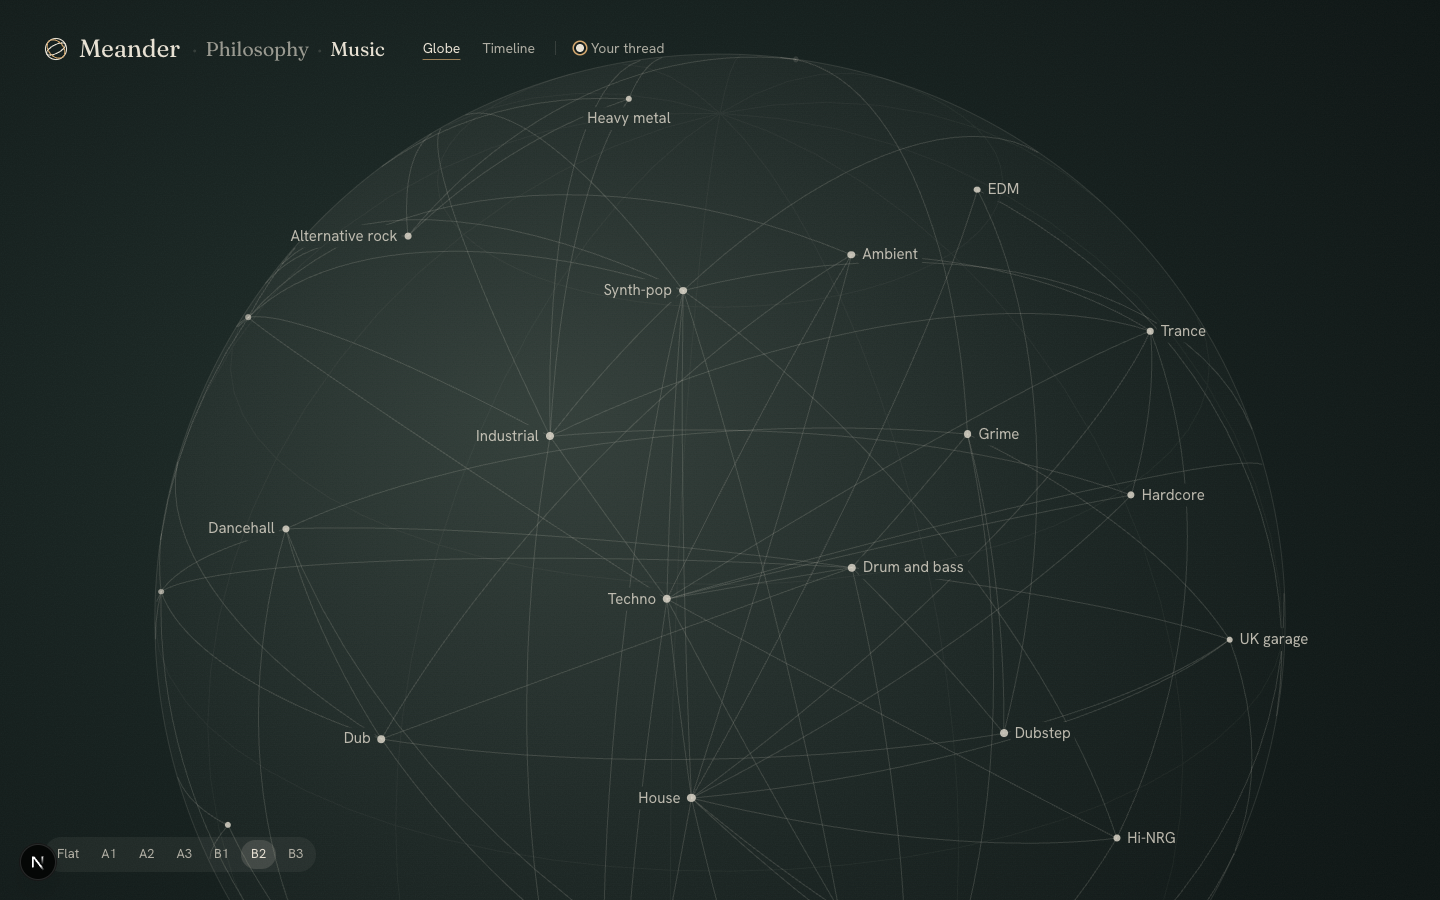 Meander · Philosophy · Music Globe Timeline Your thread
Heavy metal
EDM
Alternative rock
Ambient
Synth-pop
Trance
Industrial
Grime
Hardcore
Dancehall
Drum and bass
Techno
UK garage
Dubstep
Dub
House
Hi-NRG
N Flat A1 A2 A3 B1 B2 B3